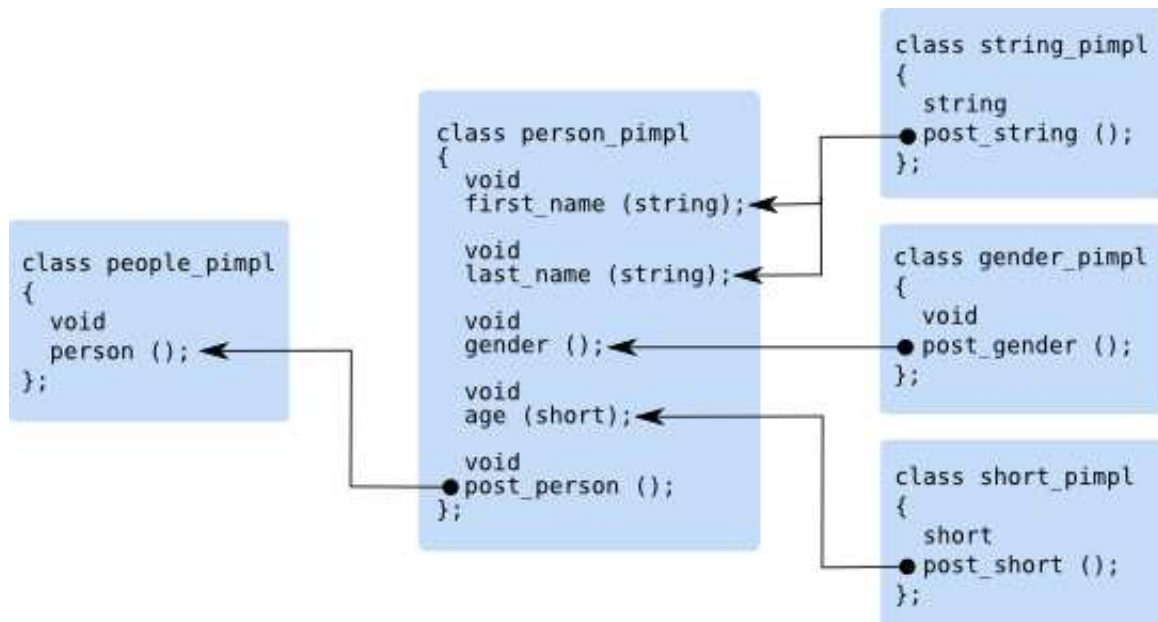 class people_pimpl
{
void
person ();
};
class person_pimpl
{
void
first_name (string);
void
last_name (string);
void
gender ();
void
age (short);
void
post_person ();
};
class string_pimpl
{
string
post_string ();
};
class gender_pimpl
{
void
post_gender ();
};
class short_pimpl
{
short
post_short ();
};